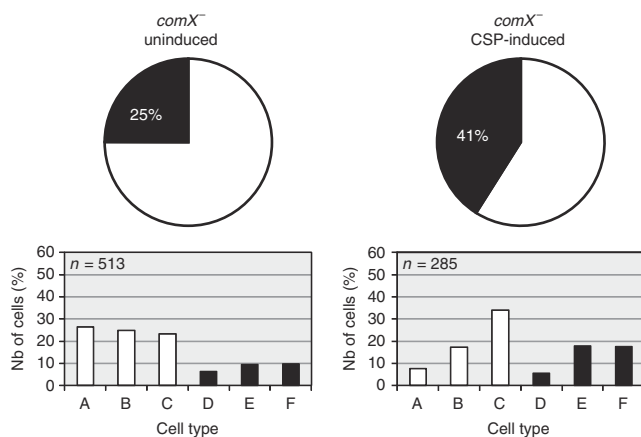 comX⁻
uninduced
25%
Nb of cells (%)
60
50
40
30
20
10
0
n = 513
A B C D E F
Cell type
comX⁻
CSP-induced
41%
Nb of cells (%)
60
50
40
30
20
10
0
n = 285
A B C D E F
Cell type